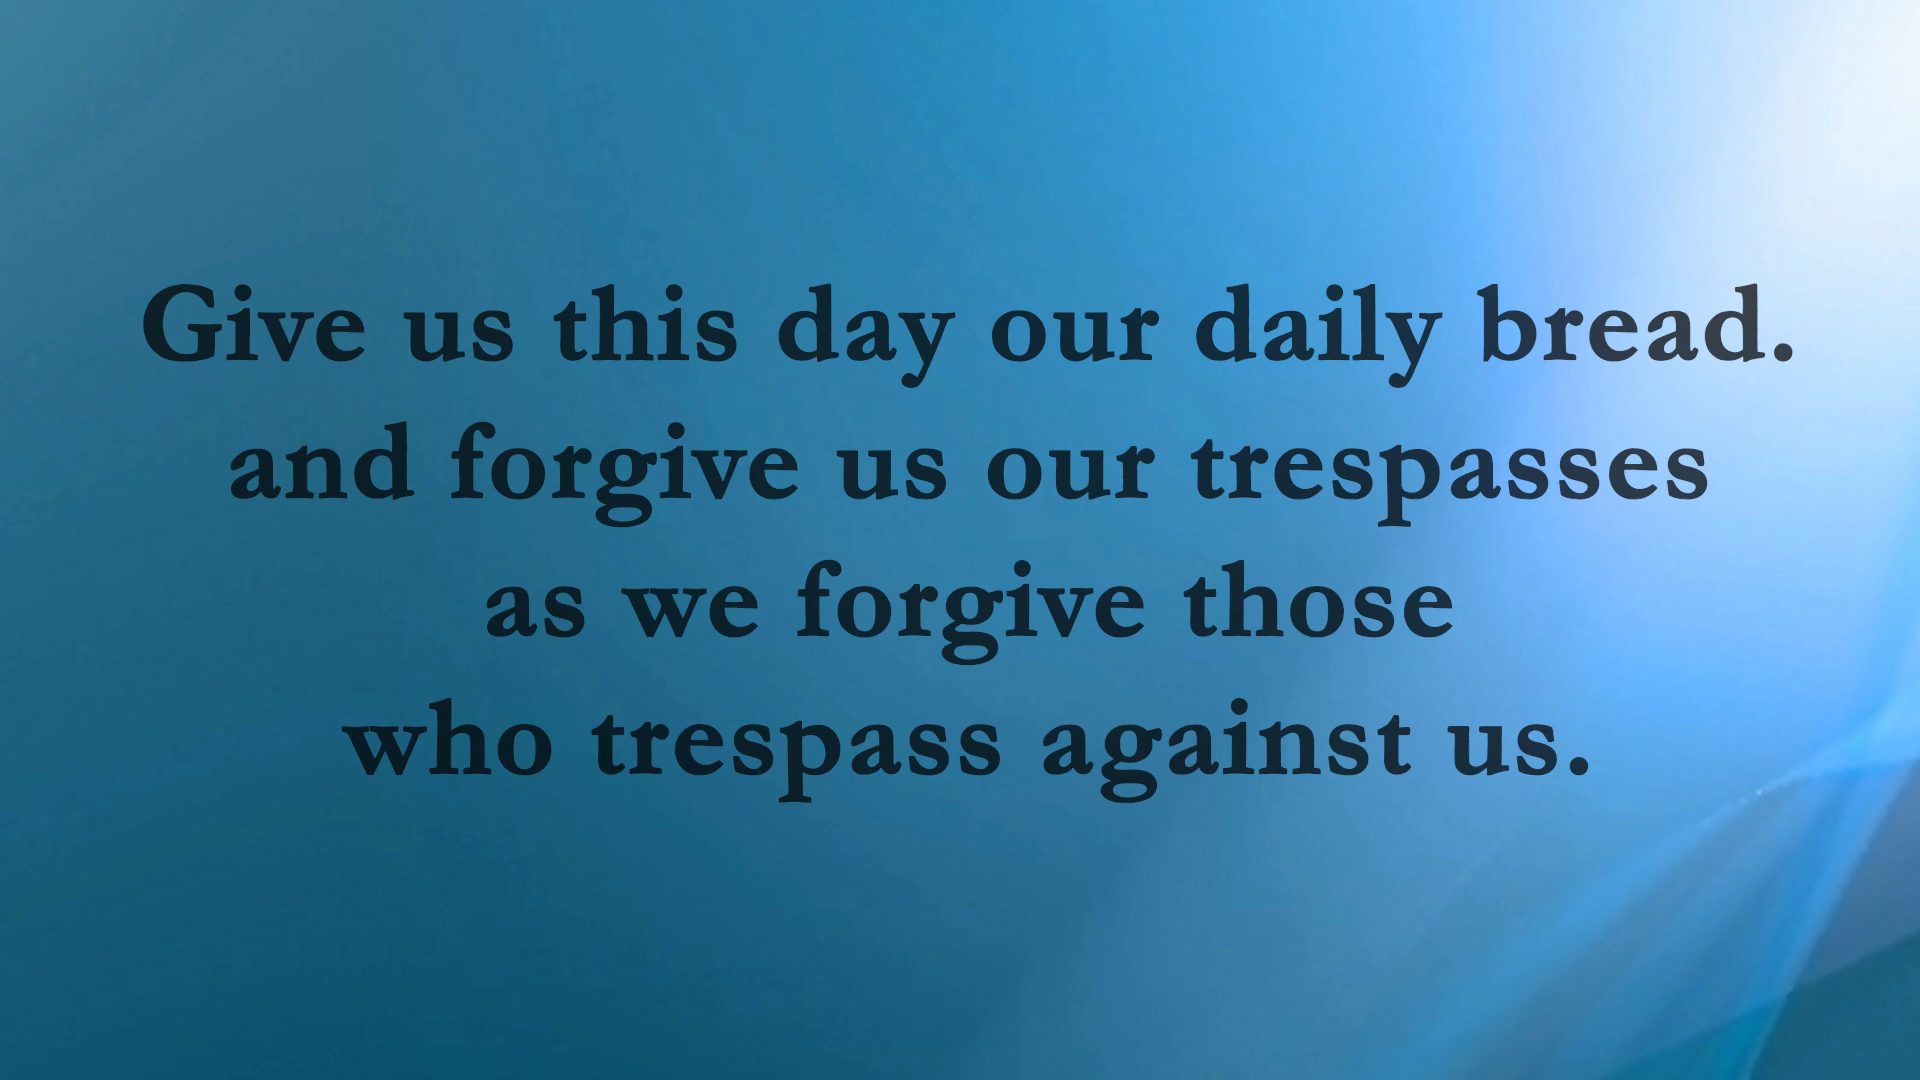 Give us this day our daily bread.
and forgive us our trespasses
as we forgive those
who trespass against us.